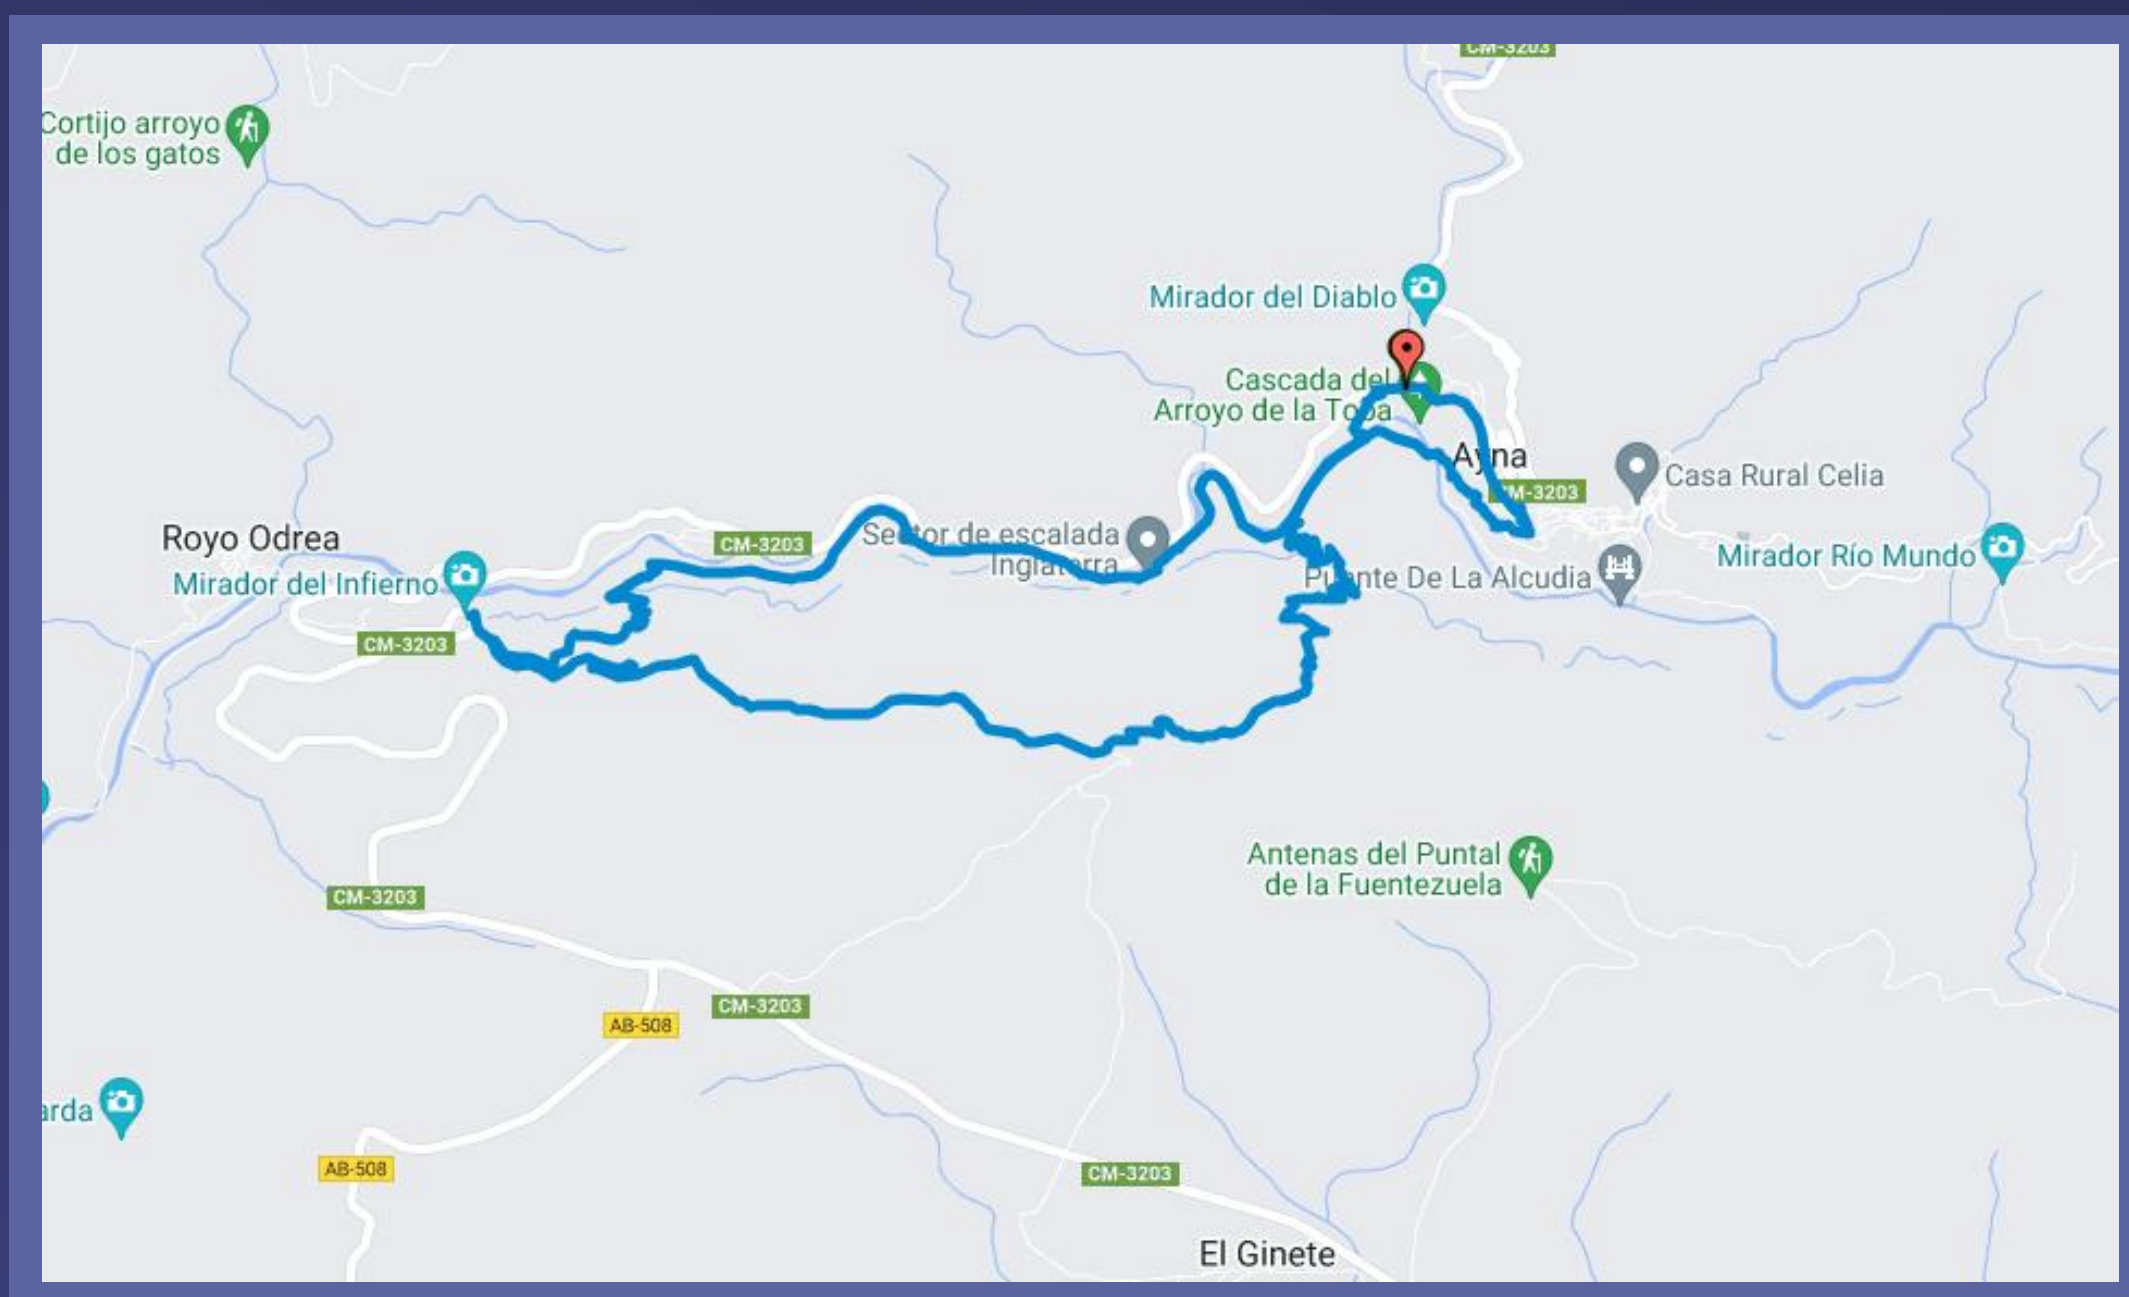 CM-3203
Cortijo arroyo
de los gatos
Mirador del Diablo
Cascada del
Arroyo de la Toba
Ayna
CM-3203
Casa Rural Celia
Royo Odrea
CM-3203
Sector de escalada
Inglaterra
Mirador Río Mundo
Mirador del Infierno
Puente De La Alcudia
CM-3203
Antenas del Puntal
de la Fuentezuela
CM-3203
CM-3203
AB-508
arda
AB-508
CM-3203
El Ginete